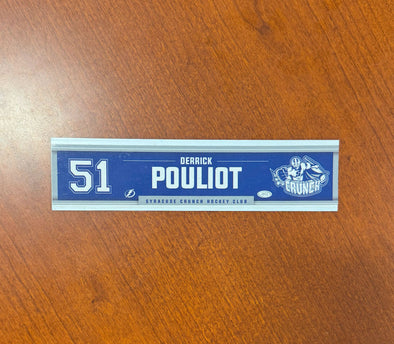 51
DERRICK
POULIOT
SYRACUSE CRUNCH HOCKEY CLUB
CRUNCH